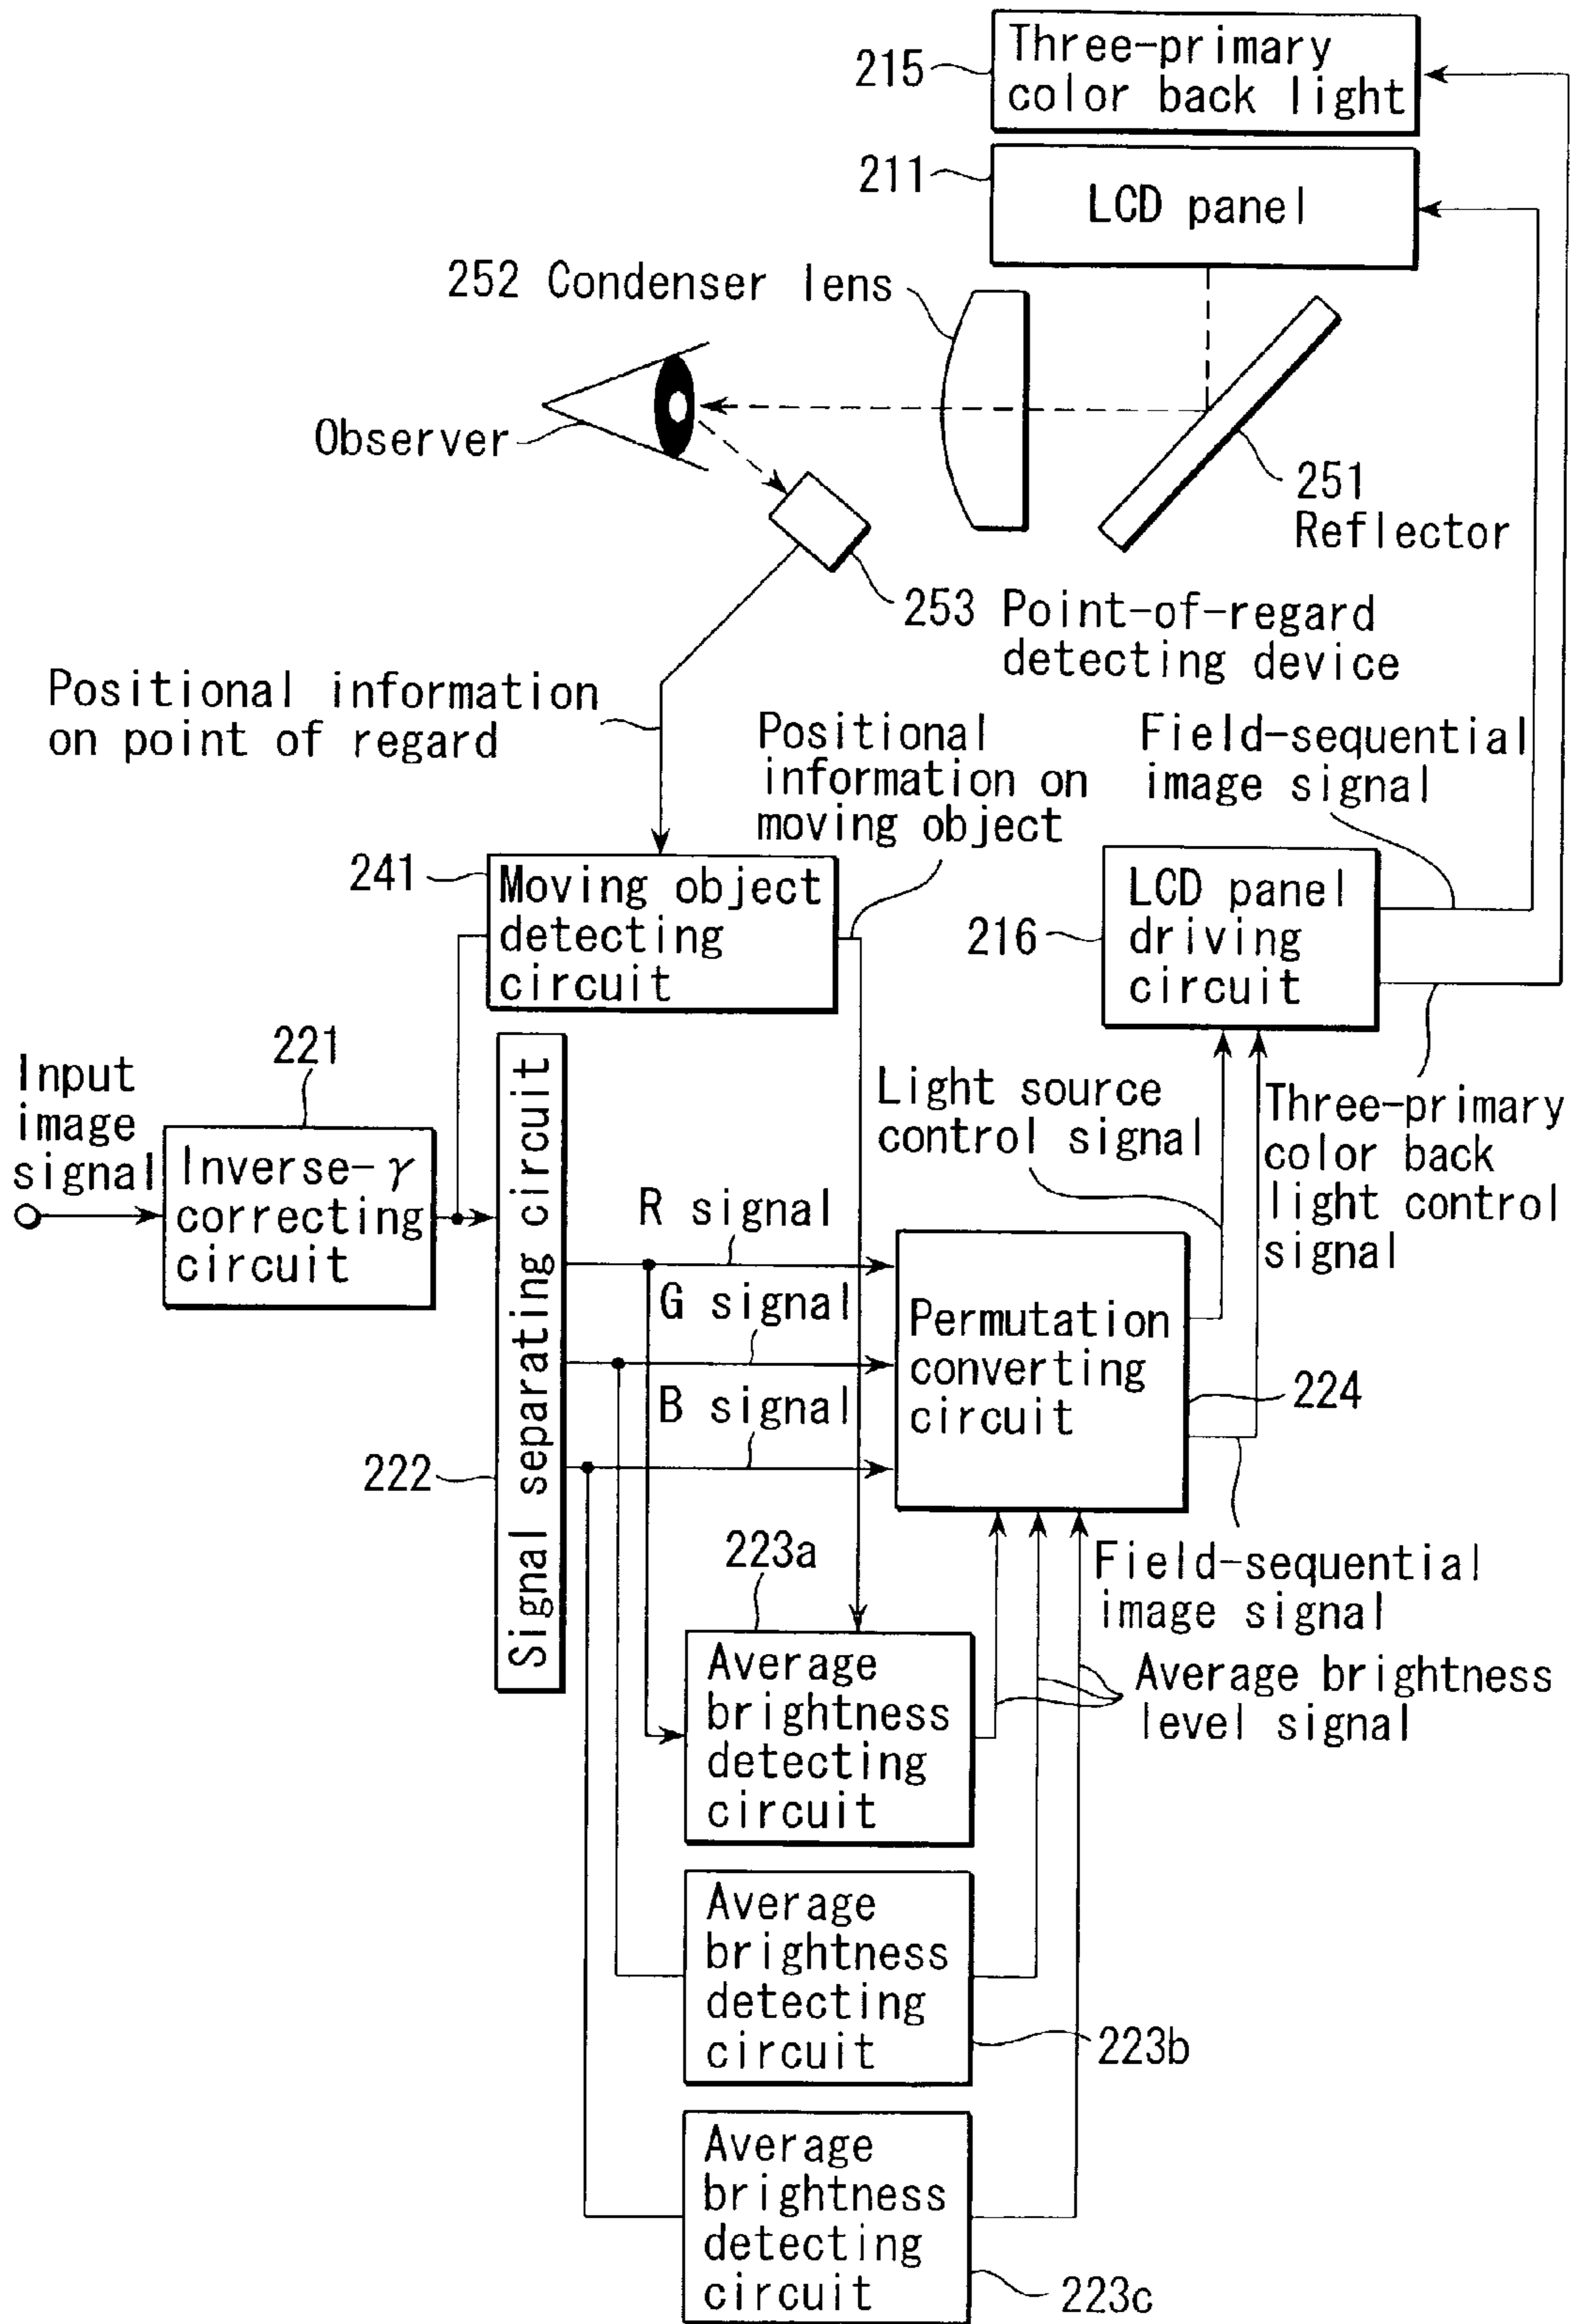 215
Three-primary
color back light
211
LCD panel
252 Condenser lens
Observer
251
Reflector
253 Point-of-regard
detecting device
Positional information
on point of regard
Positional
information on
moving object
Field-sequential
image signal
241
Moving object
detecting
circuit
216
LCD panel
driving
circuit
Input
image
signal
221
Inverse-γ
correcting
circuit
222
Signal separating circuit
Light source
control signal
Three-primary
color back
light control
signal
R signal
G signal
B signal
Permutation
converting
circuit
224
Field-sequential
image signal
Average brightness
level signal
223a
Average
brightness
detecting
circuit
Average
brightness
detecting
circuit
223b
Average
brightness
detecting
circuit
223c